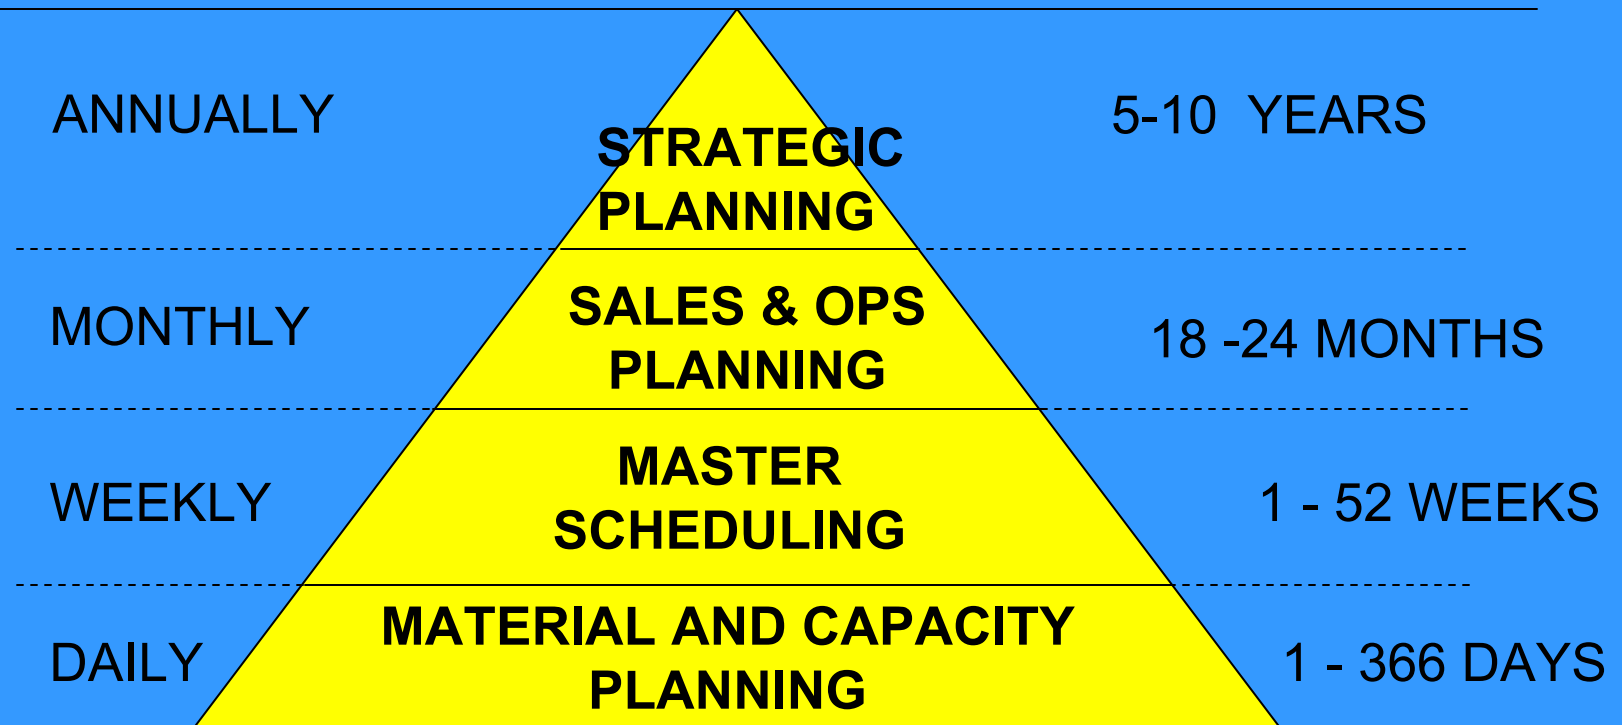 ANNUALLY
STRATEGIC
PLANNING
5-10 YEARS
MONTHLY
SALES & OPS
PLANNING
18 -24 MONTHS
WEEKLY
MASTER
SCHEDULING
1 - 52 WEEKS
DAILY
MATERIAL AND CAPACITY
PLANNING
1 - 366 DAYS